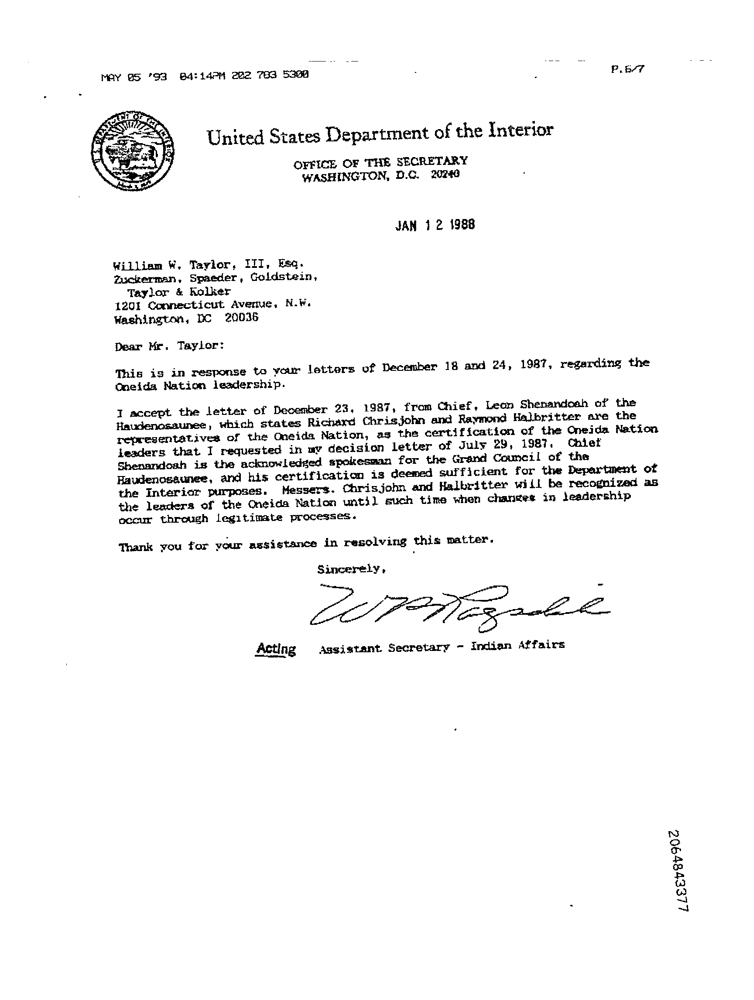 MAY 05 '93 04:14PM 202 783 5300
P.6/7
United States Department of the Interior
OFFICE OF THE SECRETARY
WASHINGTON, D.C. 20240
JAN 12 1988
William W. Taylor, III, Esq.
Zuckerman, Spaeder, Goldstein,
Taylor & Kolker
1201 Connecticut Avenue, N.W.
Washington, DC 20036
Dear Mr. Taylor:
This is in response to your letters of December 18 and 24, 1987, regarding the
Oneida Nation leadership.
I accept the letter of December 23, 1987, from Chief, Leon Shenandoah of the
Haudenosaunee, which states Richard Chrisjohn and Raymond Halbritter are the
representatives of the Oneida Nation, as the certification of the Oneida Nation
leaders that I requested in my decision letter of July 29, 1987. Chief
Shenandoah is the acknowledged spokesman for the Grand Council of the
Haudenosaunee, and his certification is deemed sufficient for the Department of
the Interior purposes. Messers. Chrisjohn and Halbritter will be recognized as
the leaders of the Oneida Nation until such time when changes in leadership
occur through legitimate processes.
Thank you for your assistance in resolving this matter.
Sincerely,
Acting Assistant Secretary - Indian Affairs
2064843377